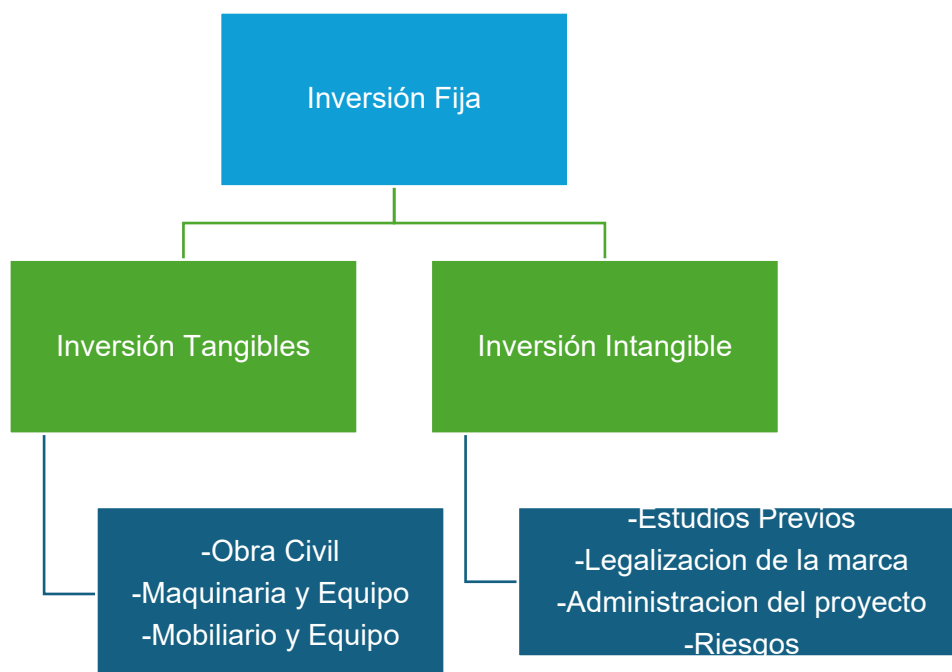 Inversión Fija
Inversión Tangibles
Inversión Intangible
-Obra Civil
-Maquinaria y Equipo
-Mobiliario y Equipo
-Estudios Previos
-Legalizacion de la marca
-Administracion del proyecto
-Riesgos